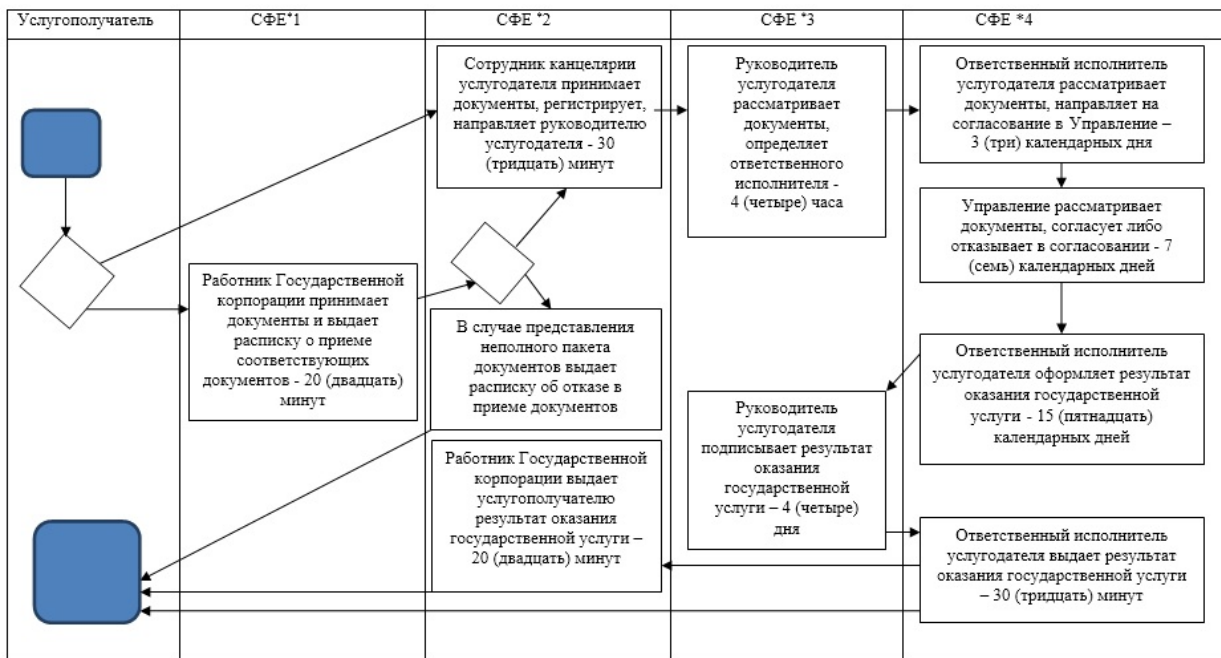 Услугополучатель
СФЕ*1
СФЕ *2
СФЕ *3
СФЕ *4
Сотрудник канцелярии
услугодателя принимает
документы, регистрирует,
направляет руководителю
услугодателя - 30
(тридцать) минут
Руководитель
услугодателя
рассматривает
документы,
определяет
ответственного
исполнителя -
4 (четыре) часа
Ответственный исполнитель
услугодателя рассматривает
документы, направляет на
согласование в Управление –
3 (три) календарных дня
Управление рассматривает
документы, согласует либо
отказывает в согласовании - 7
(семь) календарных дней
Работник Государственной
корпорации принимает
документы и выдает
расписку о приеме
соответствующих
документов - 20 (двадцать)
минут
В случае представления
неполного пакета
документов выдает
расписку об отказе в
приеме документов
Ответственный исполнитель
услугодателя оформляет результат
оказания государственной
услуги - 15 (пятнадцать)
календарных дней
Руководитель
услугодателя
подписывает результат
оказания
государственной
услуги – 4 (четыре)
дня
Работник Государственной
корпорации выдает
услугополучателю
результат оказания
государственной услуги –
20 (двадцать) минут
Ответственный исполнитель
услугодателя выдает результат
оказания государственной услуги
– 30 (тридцать) минут